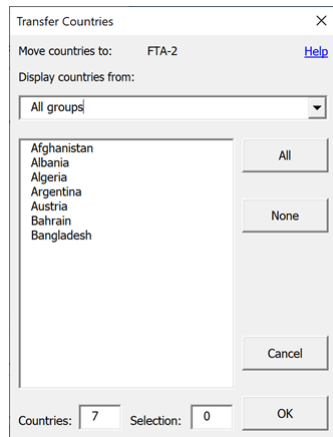 Transfer Countries
Move countries to: FTA-2 Help
Display countries from:
All groups
Afghanistan
Albania
Algeria
Argentina
Austria
Bahrain
Bangladesh
All
None
Cancel
Countries: 7 Selection: 0 OK